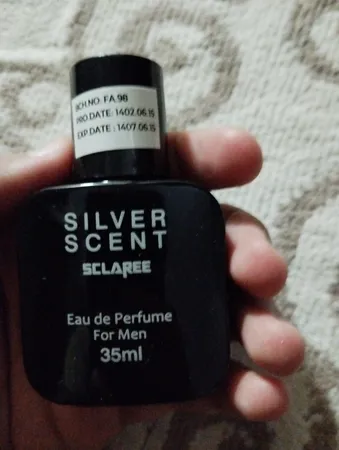 BCH.NO: FA.98
PRO.DATE: 1402.06.15
EXP.DATE : 1407.06.15
SILVER
SCENT
SCLAREE
Eau de Perfume
For Men
35ml